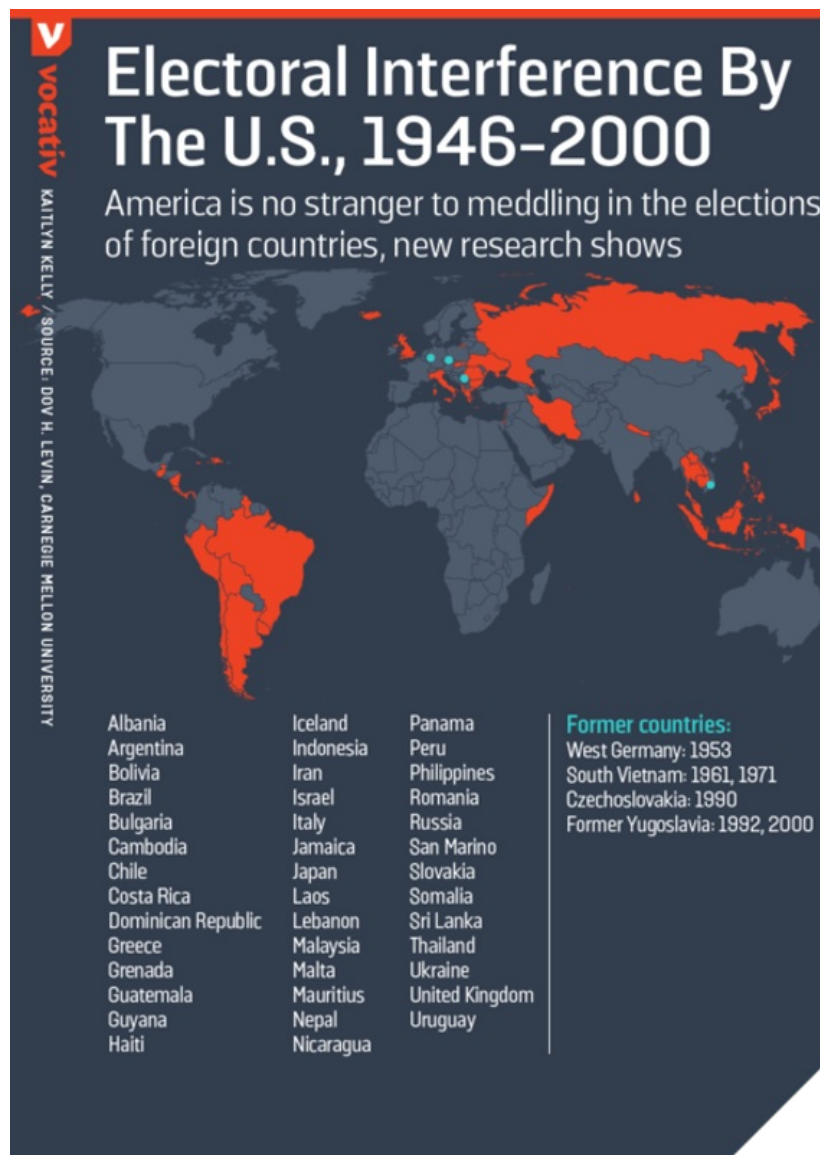 v
vocativ
KAITLYN KELLY / SOURCE: DOV H. LEVIN, CARNEGIE MELLON UNIVERSITY
Electoral Interference By
The U.S., 1946-2000
America is no stranger to meddling in the elections
of foreign countries, new research shows
Albania
Argentina
Bolivia
Brazil
Bulgaria
Cambodia
Chile
Costa Rica
Dominican Republic
Greece
Grenada
Guatemala
Guyana
Haiti
Iceland
Indonesia
Iran
Israel
Italy
Jamaica
Japan
Laos
Lebanon
Malaysia
Malta
Mauritius
Nepal
Nicaragua
Panama
Peru
Philippines
Romania
Russia
San Marino
Slovakia
Somalia
Sri Lanka
Thailand
Ukraine
United Kingdom
Uruguay
Former countries:
West Germany: 1953
South Vietnam: 1961, 1971
Czechoslovakia: 1990
Former Yugoslavia: 1992, 2000